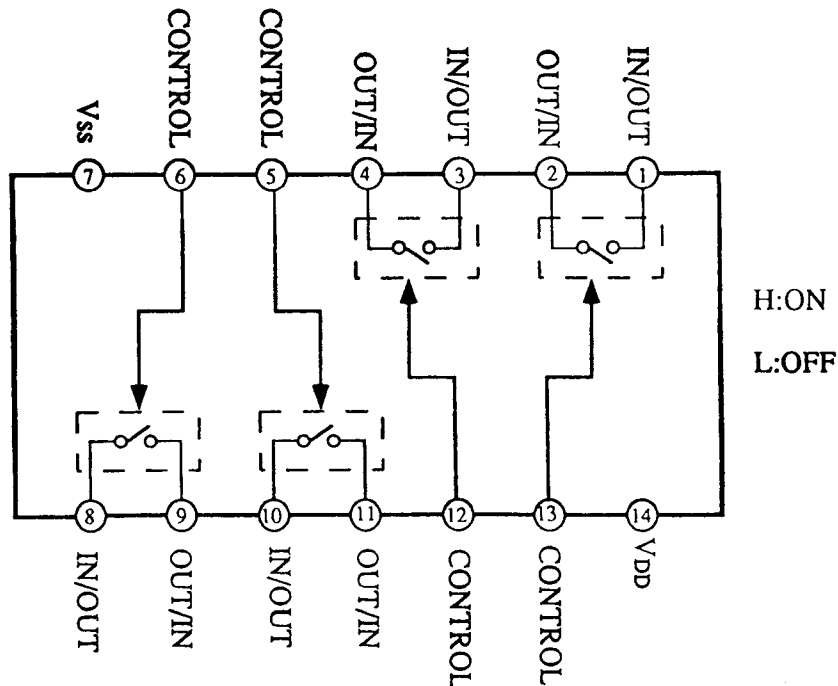 Vss
CONTROL
CONTROL
OUT/IN
IN/OUT
OUT/IN
IN/OUT
7
6
5
4
3
2
1
H:ON
L:OFF
8
9
10
11
12
13
14
IN/OUT
OUT/IN
IN/OUT
OUT/IN
CONTROL
CONTROL
VDD